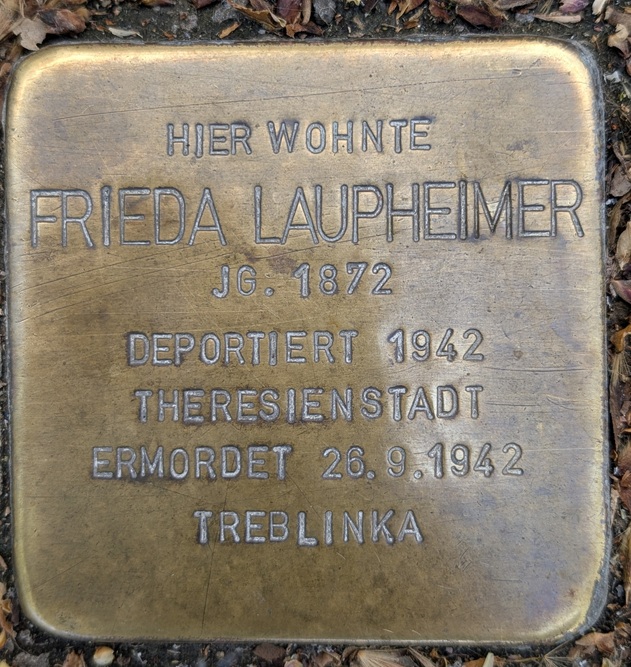 HIER WOHNTE
FRIEDA LAUPHEIMER
JG. 1872
DEPORTIERT 1942
THERESIENSTADT
ERMORDET 26.9.1942
TREBLINKA